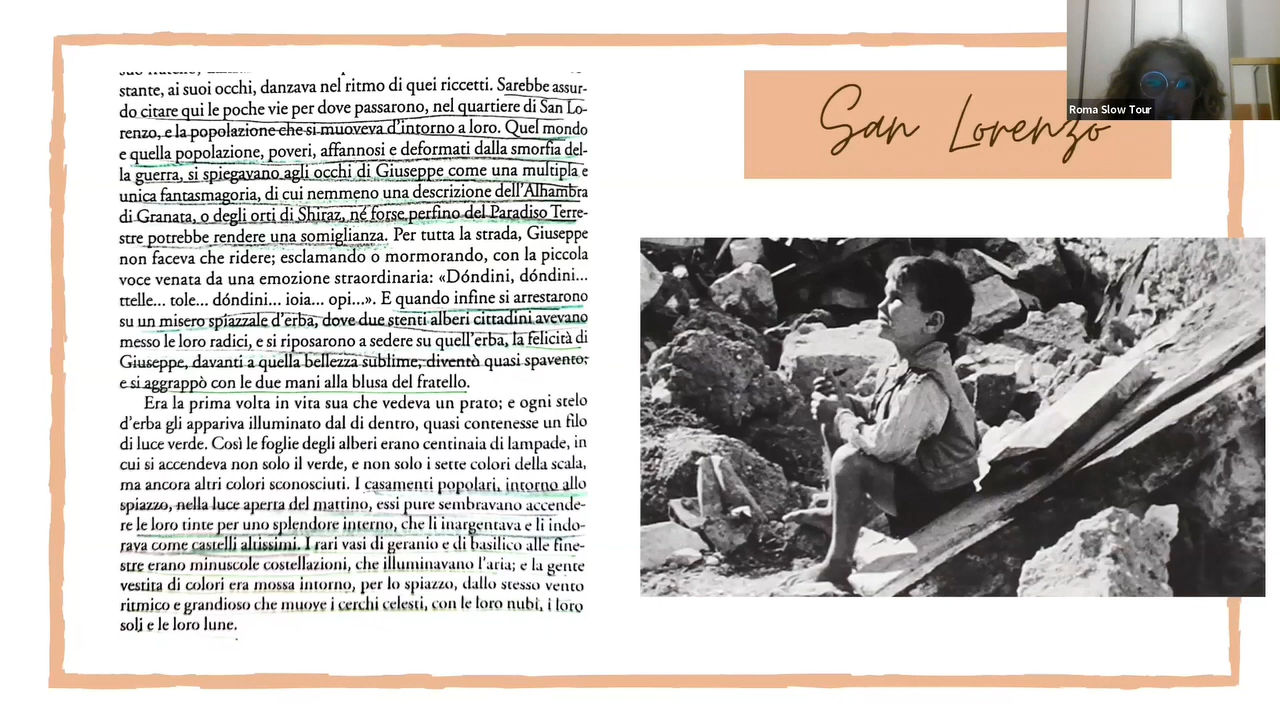 stante, ai suoi occhi, danzava nel ritmo di quei riccetti. Sarebbe assur-
do citare qui le poche vie per dove passarono, nel quartiere di San Lo-
renzo, e la popolazione che si muoveva d'intorno a loro. Quel mondo
e quella popolazione, poveri, affannosi e deformati dalla smorfia del-
la guerra, si spiegavano agli occhi di Giuseppe come una multipla e
unica fantasmagoria, di cui nemmeno una descrizione dell'Alhambra
di Granata, o degli orti di Shiraz, né forse perfino del Paradiso Terre-
stre potrebbe rendere una somiglianza. Per tutta la strada, Giuseppe
non faceva che ridere; esclamando o mormorando, con la piccola
voce venata da una emozione straordinaria: «Dóndini, dóndini...
ttelle... tole... dóndini... ioia... opi...». E quando infine si arrestarono
su un misero spiazzale d'erba, dove due stenti alberi cittadini avevano
messo le loro radici, e si riposarono a sedere su quell'erba, la felicità di
Giuseppe, davanti a quella bellezza sublime, diventò quasi spavento;
e si aggrappò con le due mani alla blusa del fratello.
Era la prima volta in vita sua che vedeva un prato; e ogni stelo
d'erba gli appariva illuminato dal di dentro, quasi contenesse un filo
di luce verde. Così le foglie degli alberi erano centinaia di lampade, in
cui si accendeva non solo il verde, e non solo i sette colori della scala,
ma ancora altri colori sconosciuti. I casamenti popolari, intorno allo
spiazzo, nella luce aperta del mattino, essi pure sembravano accende-
re le loro tinte per uno splendore interno, che li inargentava e li indo-
rava come castelli altissimi. I rari vasi di geranio e di basilico alle fine-
stre erano minuscole costellazioni, che illuminavano l'aria; e la gente
vestita di colori era mossa intorno, per lo spiazzo, dallo stesso vento
ritmico e grandioso che muove i cerchi celesti, con le loro nubi, i loro
soli e le loro lune.
San Lorenzo
Roma Slow Tour